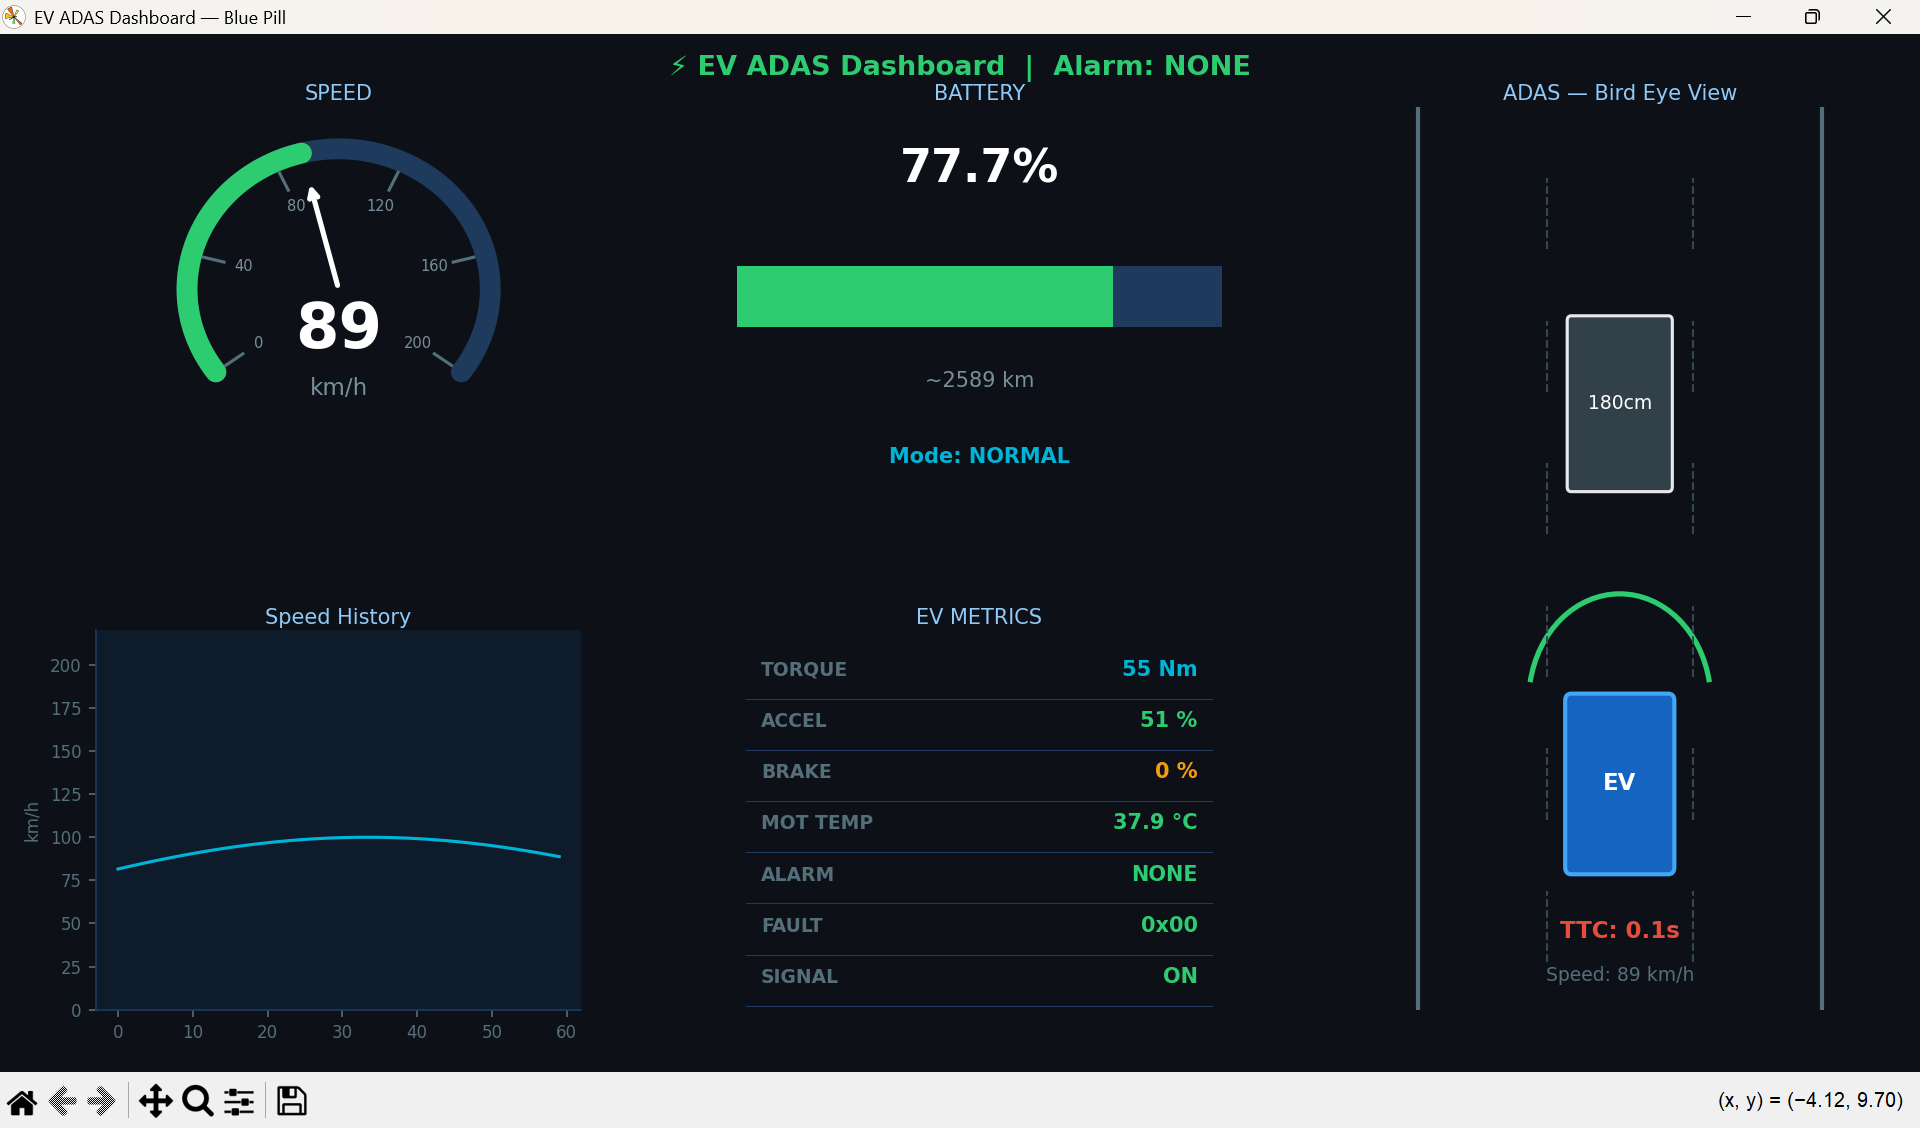 EV ADAS Dashboard — Blue Pill
⚡ EV ADAS Dashboard | Alarm: NONE
SPEED
80
120
40
160
0
200
89
km/h
BATTERY
77.7%
~2589 km
Mode: NORMAL
ADAS — Bird Eye View
180cm
EV
TTC: 0.1s
Speed: 89 km/h
Speed History
km/h
200
175
150
125
100
75
50
25
0
0 10 20 30 40 50 60
EV METRICS
TORQUE 55 Nm
ACCEL 51 %
BRAKE 0 %
MOT TEMP 37.9 °C
ALARM NONE
FAULT 0x00
SIGNAL ON
(x, y) = (−4.12, 9.70)